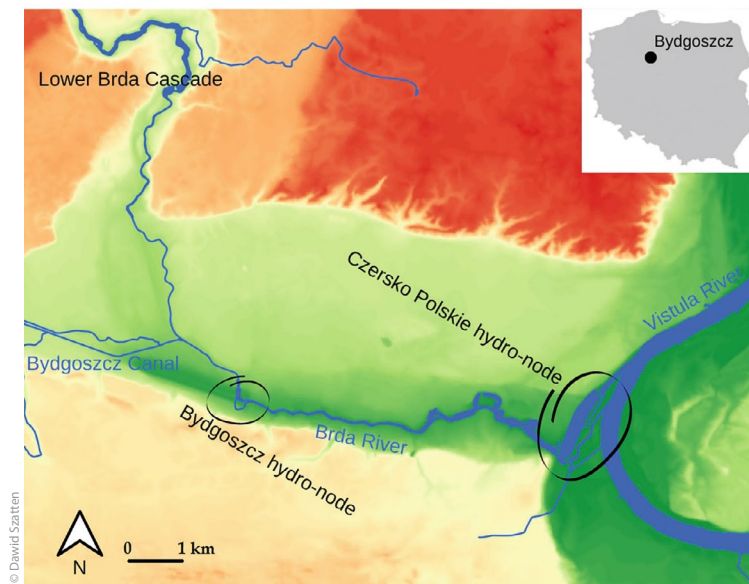 Bydgoszcz
Lower Brda Cascade
Czersko Polskie hydro-node
Vistula River
Bydgoszcz Canal
Bydgoszcz hydro-node
Brda River
0 1 km
N
© Dawid Szatten